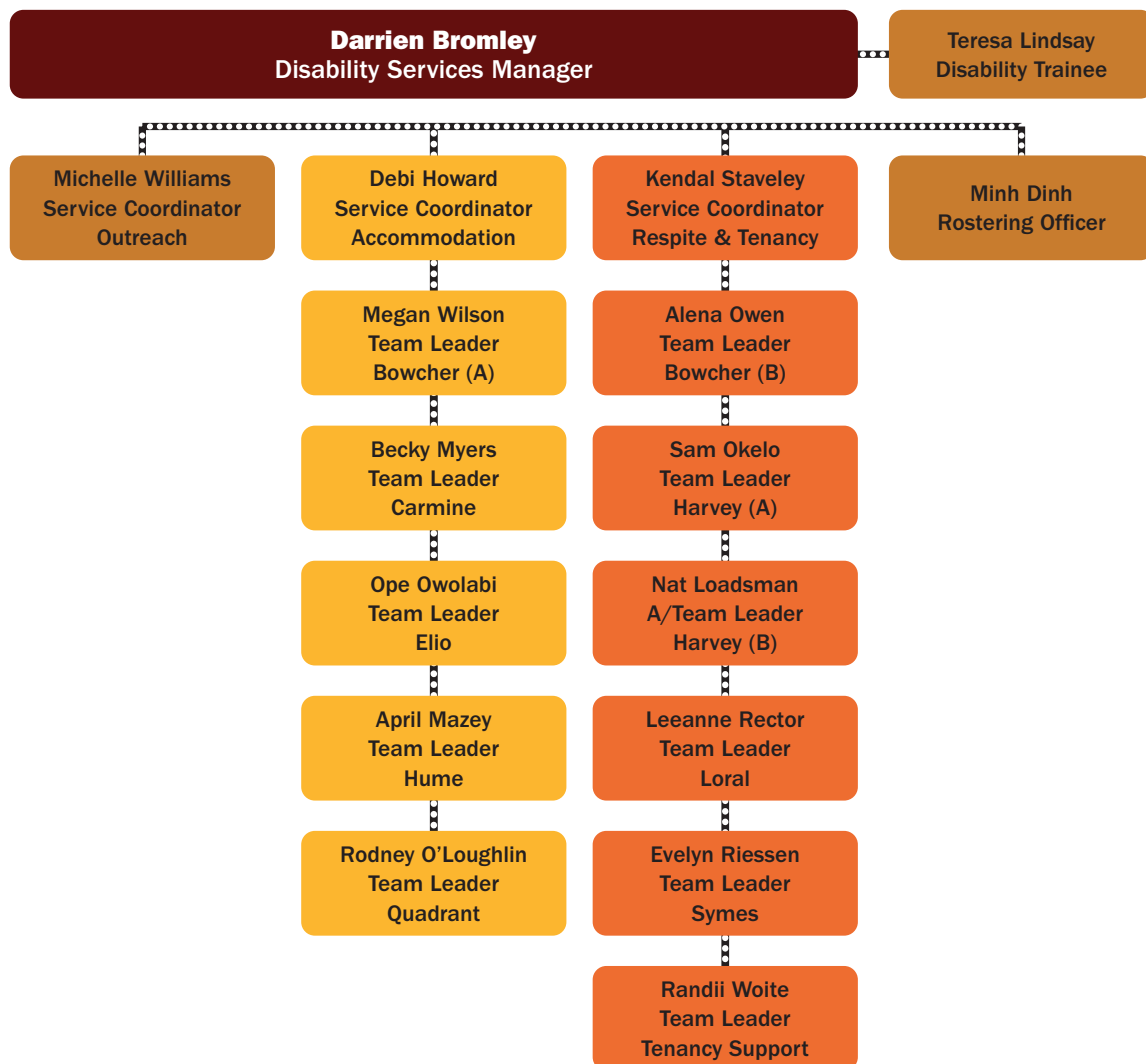 Darrien Bromley
Disability Services Manager
Teresa Lindsay
Disability Trainee
Michelle Williams
Service Coordinator
Outreach
Debi Howard
Service Coordinator
Accommodation
Kendal Staveley
Service Coordinator
Respite & Tenancy
Minh Dinh
Rostering Officer
Megan Wilson
Team Leader
Bowcher (A)
Alena Owen
Team Leader
Bowcher (B)
Becky Myers
Team Leader
Carmine
Sam Okelo
Team Leader
Harvey (A)
Ope Owolabi
Team Leader
Elio
Nat Loadsman
A/Team Leader
Harvey (B)
April Mazey
Team Leader
Hume
Leeanne Rector
Team Leader
Loral
Rodney O’Loughlin
Team Leader
Quadrant
Evelyn Riessen
Team Leader
Symes
Randii Woite
Team Leader
Tenancy Support